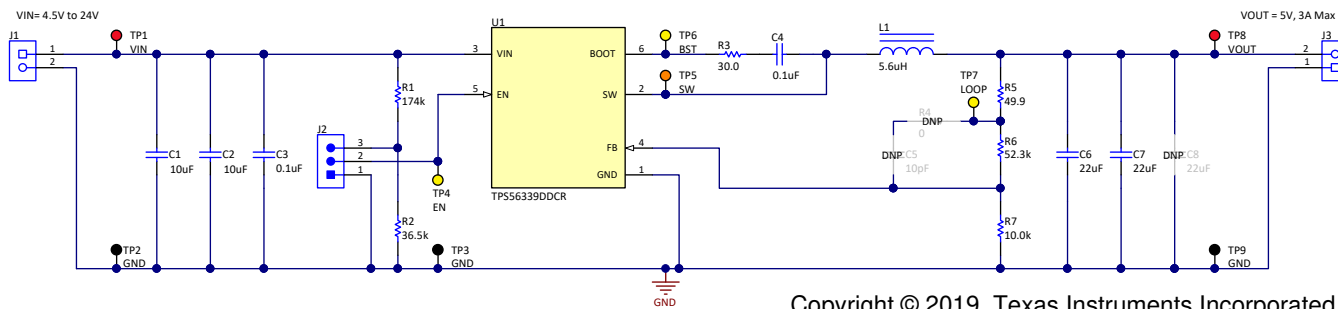 VIN= 4.5V to 24V
VOUT = 5V, 3A Max
J1
1
2
TP1
VIN
U1
3
VIN
BOOT
6
TP6
BST
R3
30.0
C4
0.1uF
L1
5.6uH
TP8
VOUT
J3
2
1
R1
174k
5
EN
SW
2
TP5
SW
TP7
LOOP
R5
49.9
R4
DNP
0
J2
3
2
1
C1
10uF
C2
10uF
C3
0.1uF
FB
4
DNP
C5
10pF
R6
52.3k
C6
22uF
C7
22uF
DNP
C8
22uF
GND
1
TP4
EN
TPS56339DDCR
R2
36.5k
R7
10.0k
TP2
GND
TP3
GND
TP9
GND
GND
Copyright © 2019, Texas Instruments Incorporated